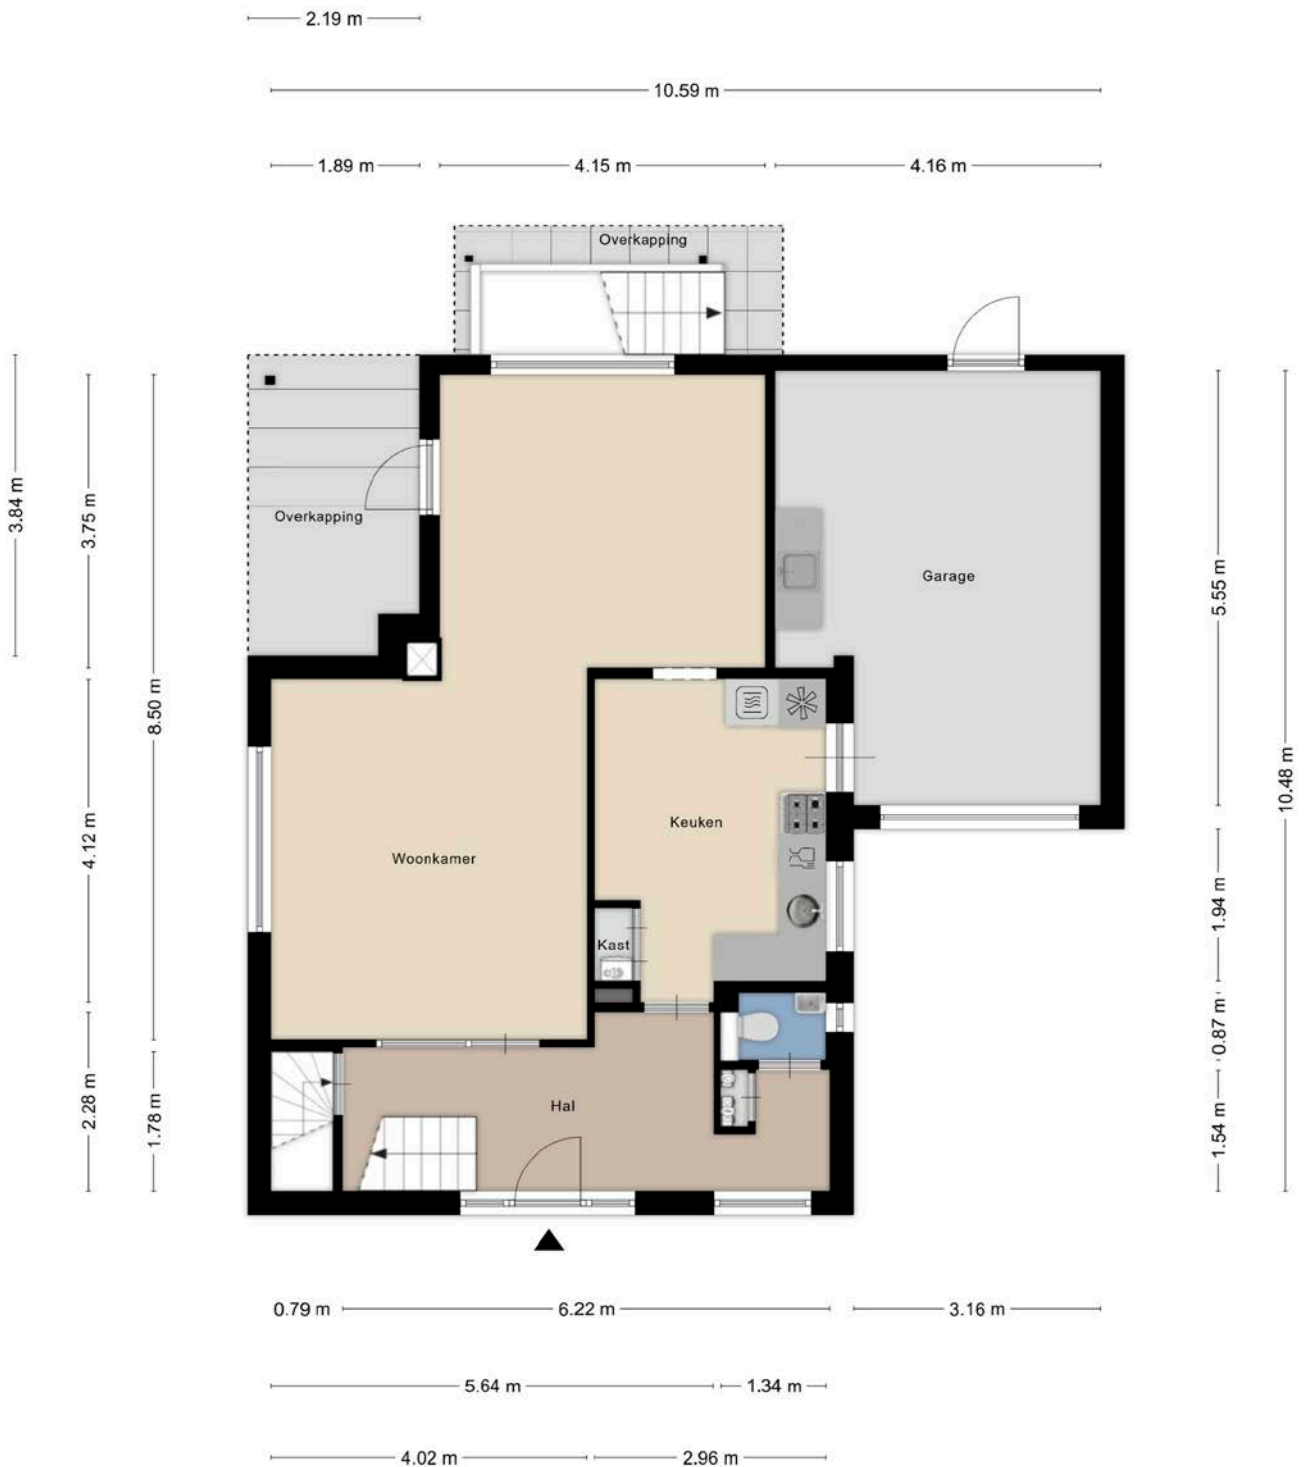 2.19 m
10.59 m
1.89 m
4.15 m
4.16 m
Overkapping
3.84 m
3.75 m
8.50 m
Overkapping
Garage
5.55 m
10.48 m
4.12 m
Woonkamer
Keuken
Kast
1.94 m
0.87 m
2.28 m
1.78 m
Hal
1.54 m
0.79 m
6.22 m
3.16 m
5.64 m
1.34 m
4.02 m
2.96 m